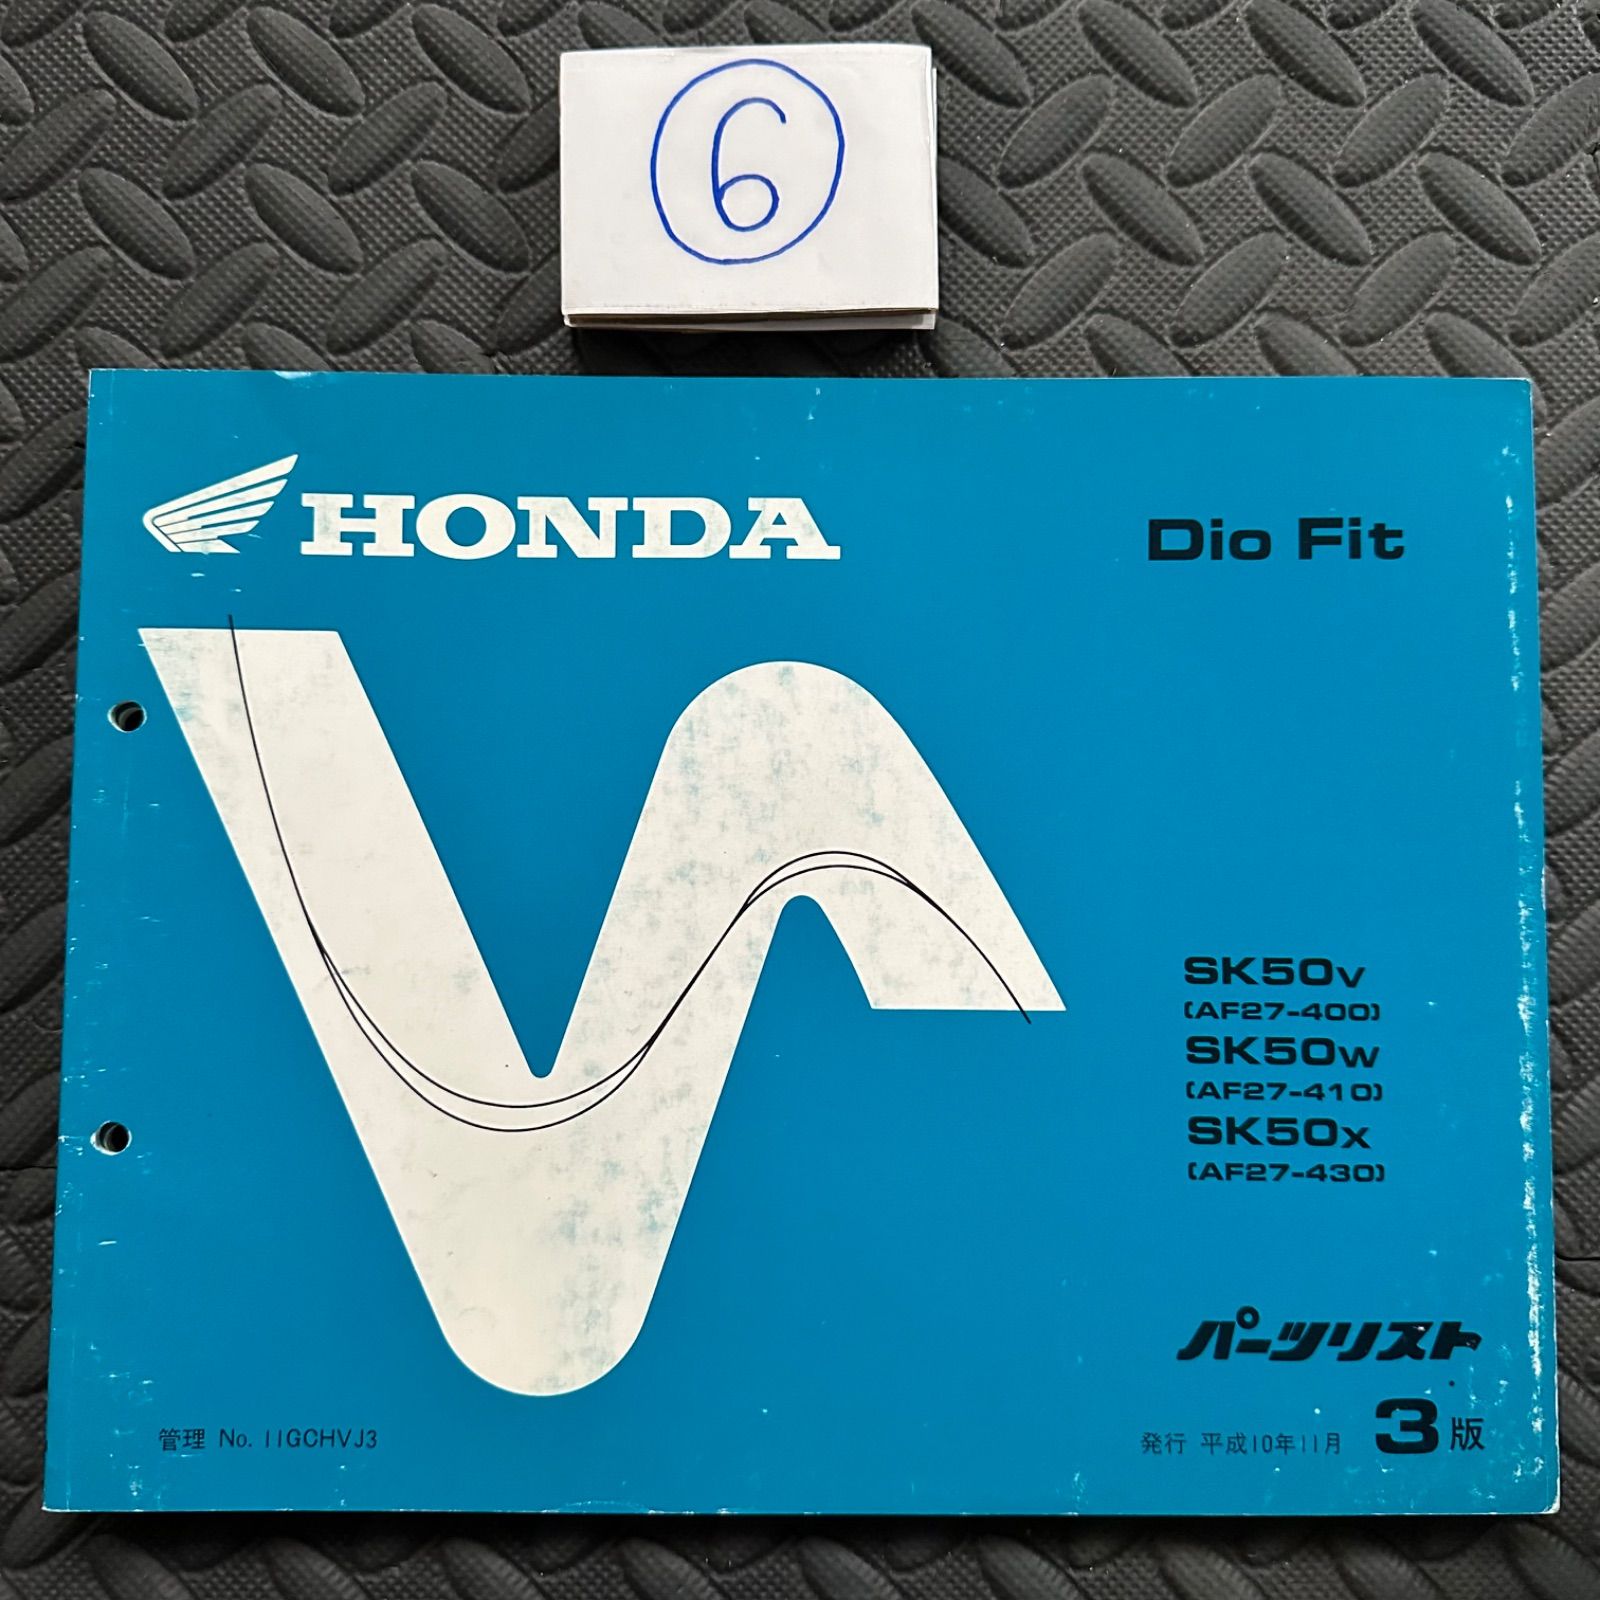 6
HONDA
Dio Fit
SK50V
(AF27-400)
SK50W
(AF27-410)
SK50X
(AF27-430)
パーツリスト
管理 No. 11GCHVJ3
発行 平成10年11月 3版